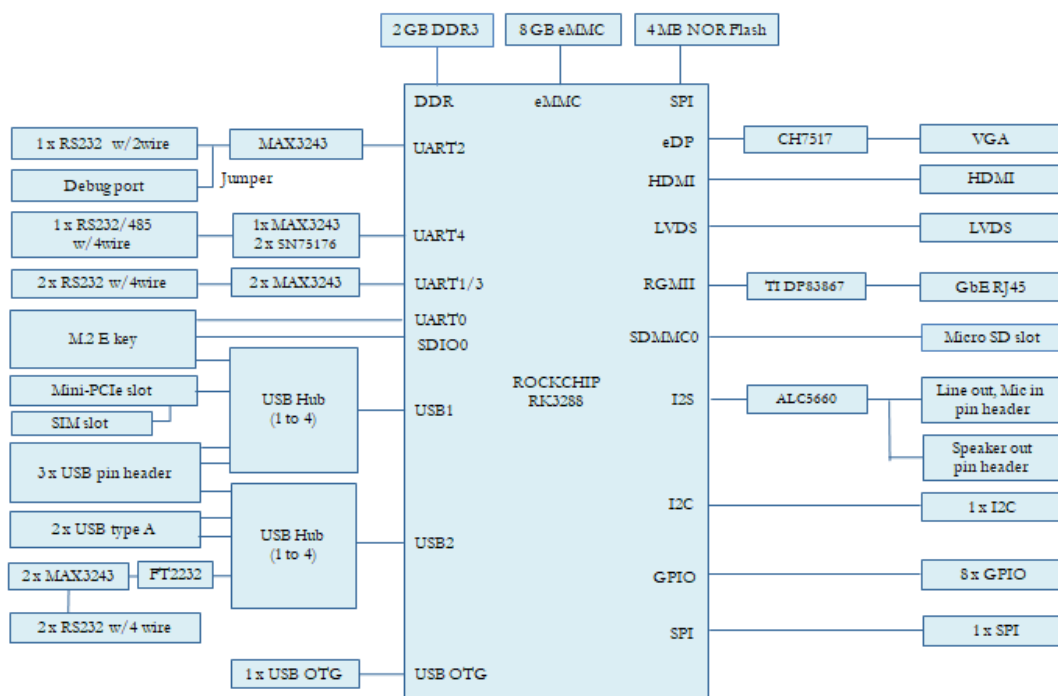 2 GB DDR3
8 GB eMMC
4 MB NOR Flash
DDR
eMMC
SPI
1 x RS232 w/2wire
MAX3243
UART2
eDP
CH7517
VGA
Debug port
Jumper
HDMI
HDMI
1 x RS232/485
w/4wire
1x MAX3243
2x SN75176
UART4
LVDS
LVDS
2 x RS232 w/4wire
2 x MAX3243
UART1/3
RGMII
TI DP83867
GbE RJ45
M.2 E key
UART0
SDIO0
SDMMC0
Micro SD slot
Mini-PCIe slot
SIM slot
USB Hub
(1 to 4)
USB1
ROCKCHIP
RK3288
I2S
ALC5660
Line out, Mic in
pin header
Speaker out
pin header
3 x USB pin header
2 x USB type A
USB Hub
(1 to 4)
USB2
I2C
1 x I2C
2 x MAX3243
FT2232
GPIO
8x GPIO
2 x RS232 w/4 wire
SPI
1 x SPI
1 x USB OTG
USB OTG